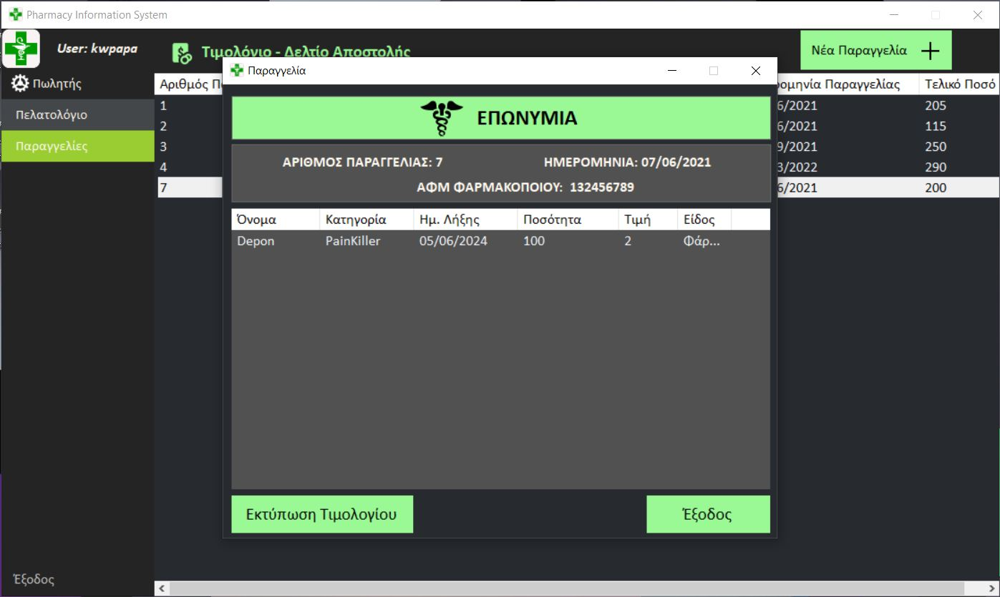 Pharmacy Information System
User: kwpapa
Τιμολόγιο - Δελτίο Αποστολής
Νέα Παραγγελία
Πωλητής
Πελατολόγιο
Παραγγελίες
Έξοδος
Αριθμός
Παραγγελίας
Τελικό Ποσό
1
6/2021
205
2
6/2021
115
3
9/2021
250
4
3/2022
290
7
6/2021
200
Παραγγελία
ΕΠΩΝΥΜΙΑ
ΑΡΙΘΜΟΣ ΠΑΡΑΓΓΕΛΙΑΣ: 7
ΗΜΕΡΟΜΗΝΙΑ: 07/06/2021
ΑΦΜ ΦΑΡΜΑΚΟΠΟΙΟΥ: 132456789
Όνομα Κατηγορία Ημ. Λήξης Ποσότητα Τιμή Είδος
Depon PainKiller 05/06/2024 100 2 Φάρ...
Εκτύπωση Τιμολογίου
Έξοδος